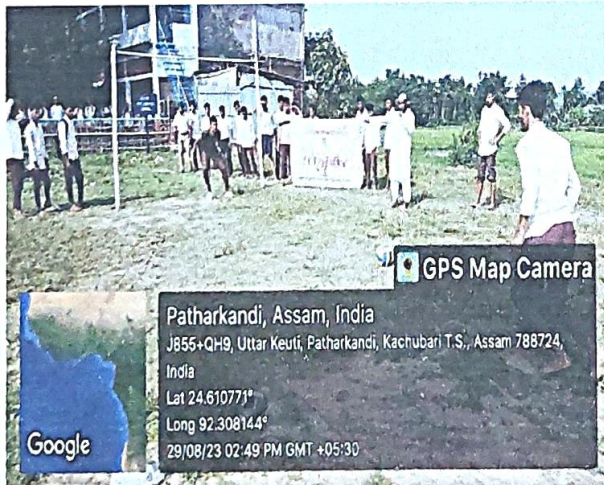 GPS Map Camera
Patharkandi, Assam, India
J855+QH9, Uttar Keuti, Patharkandi, Kachubari T.S., Assam 788724,
India
Lat 24.610771°
Long 92.308144°
29/08/23 02:49 PM GMT +05:30
Google